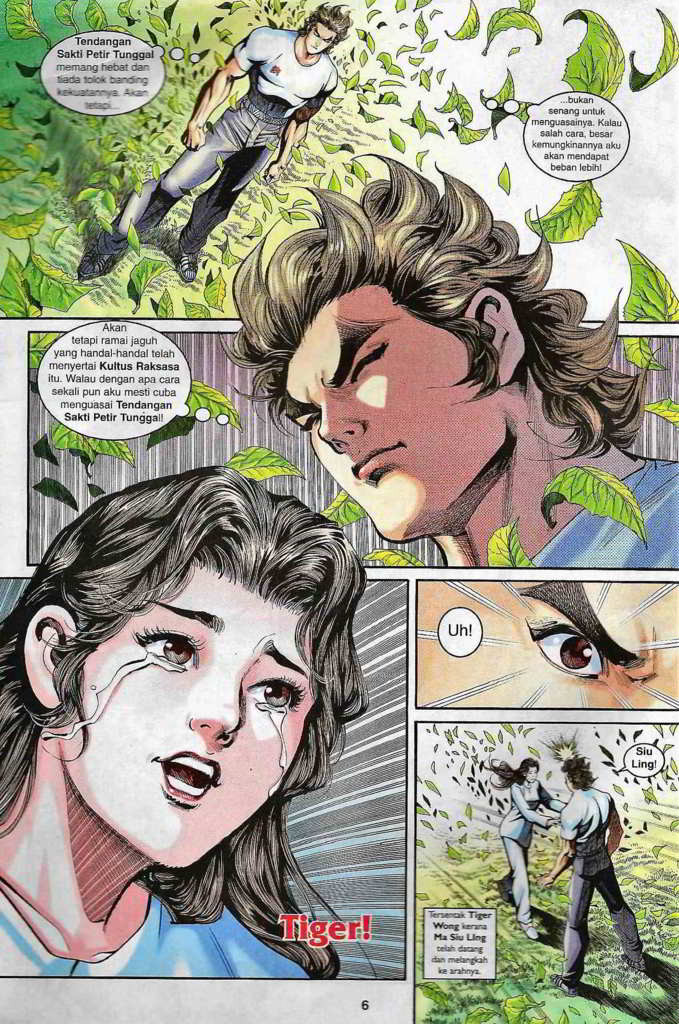 Tendangan
Sakti Petir Tunggal
memang hebat dan
tiada tolok banding
kekuatannya. Akan
tetapi...
...bukan
senang untuk
menguasainya. Kalau
salah cara, besar
kemungkinannya aku
akan mendapat
beban lebih!
Akan
tetapi ramai jaguh
yang handal-handal telah
menyertai Kultus Raksasa
itu. Walau dengan apa cara
sekali pun aku mesti cuba
menguasai Tendangan
Sakti Petir Tunggal!
Tiger!
Uh!
Siu
Ling!
Tersentak Tiger
Wong kerana
Ma Siu Ling
telah datang
dan melangkah
ke arahnya.
6